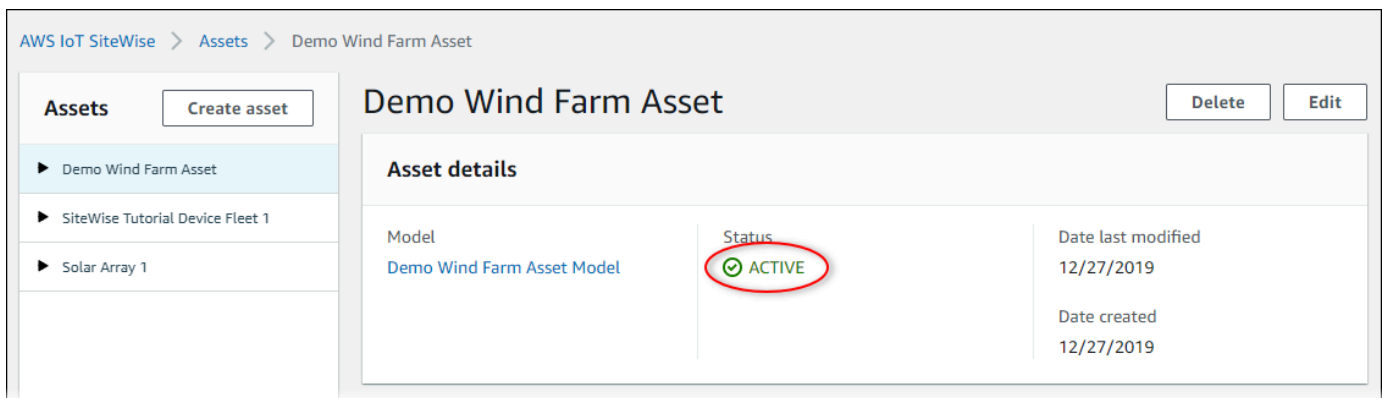 AWS IoT SiteWise > Assets > Demo Wind Farm Asset
Assets
Create asset
Demo Wind Farm Asset
SiteWise Tutorial Device Fleet 1
Solar Array 1
Demo Wind Farm Asset
Delete
Edit
Asset details
Model
Demo Wind Farm Asset Model
Status
ACTIVE
Date last modified
12/27/2019
Date created
12/27/2019